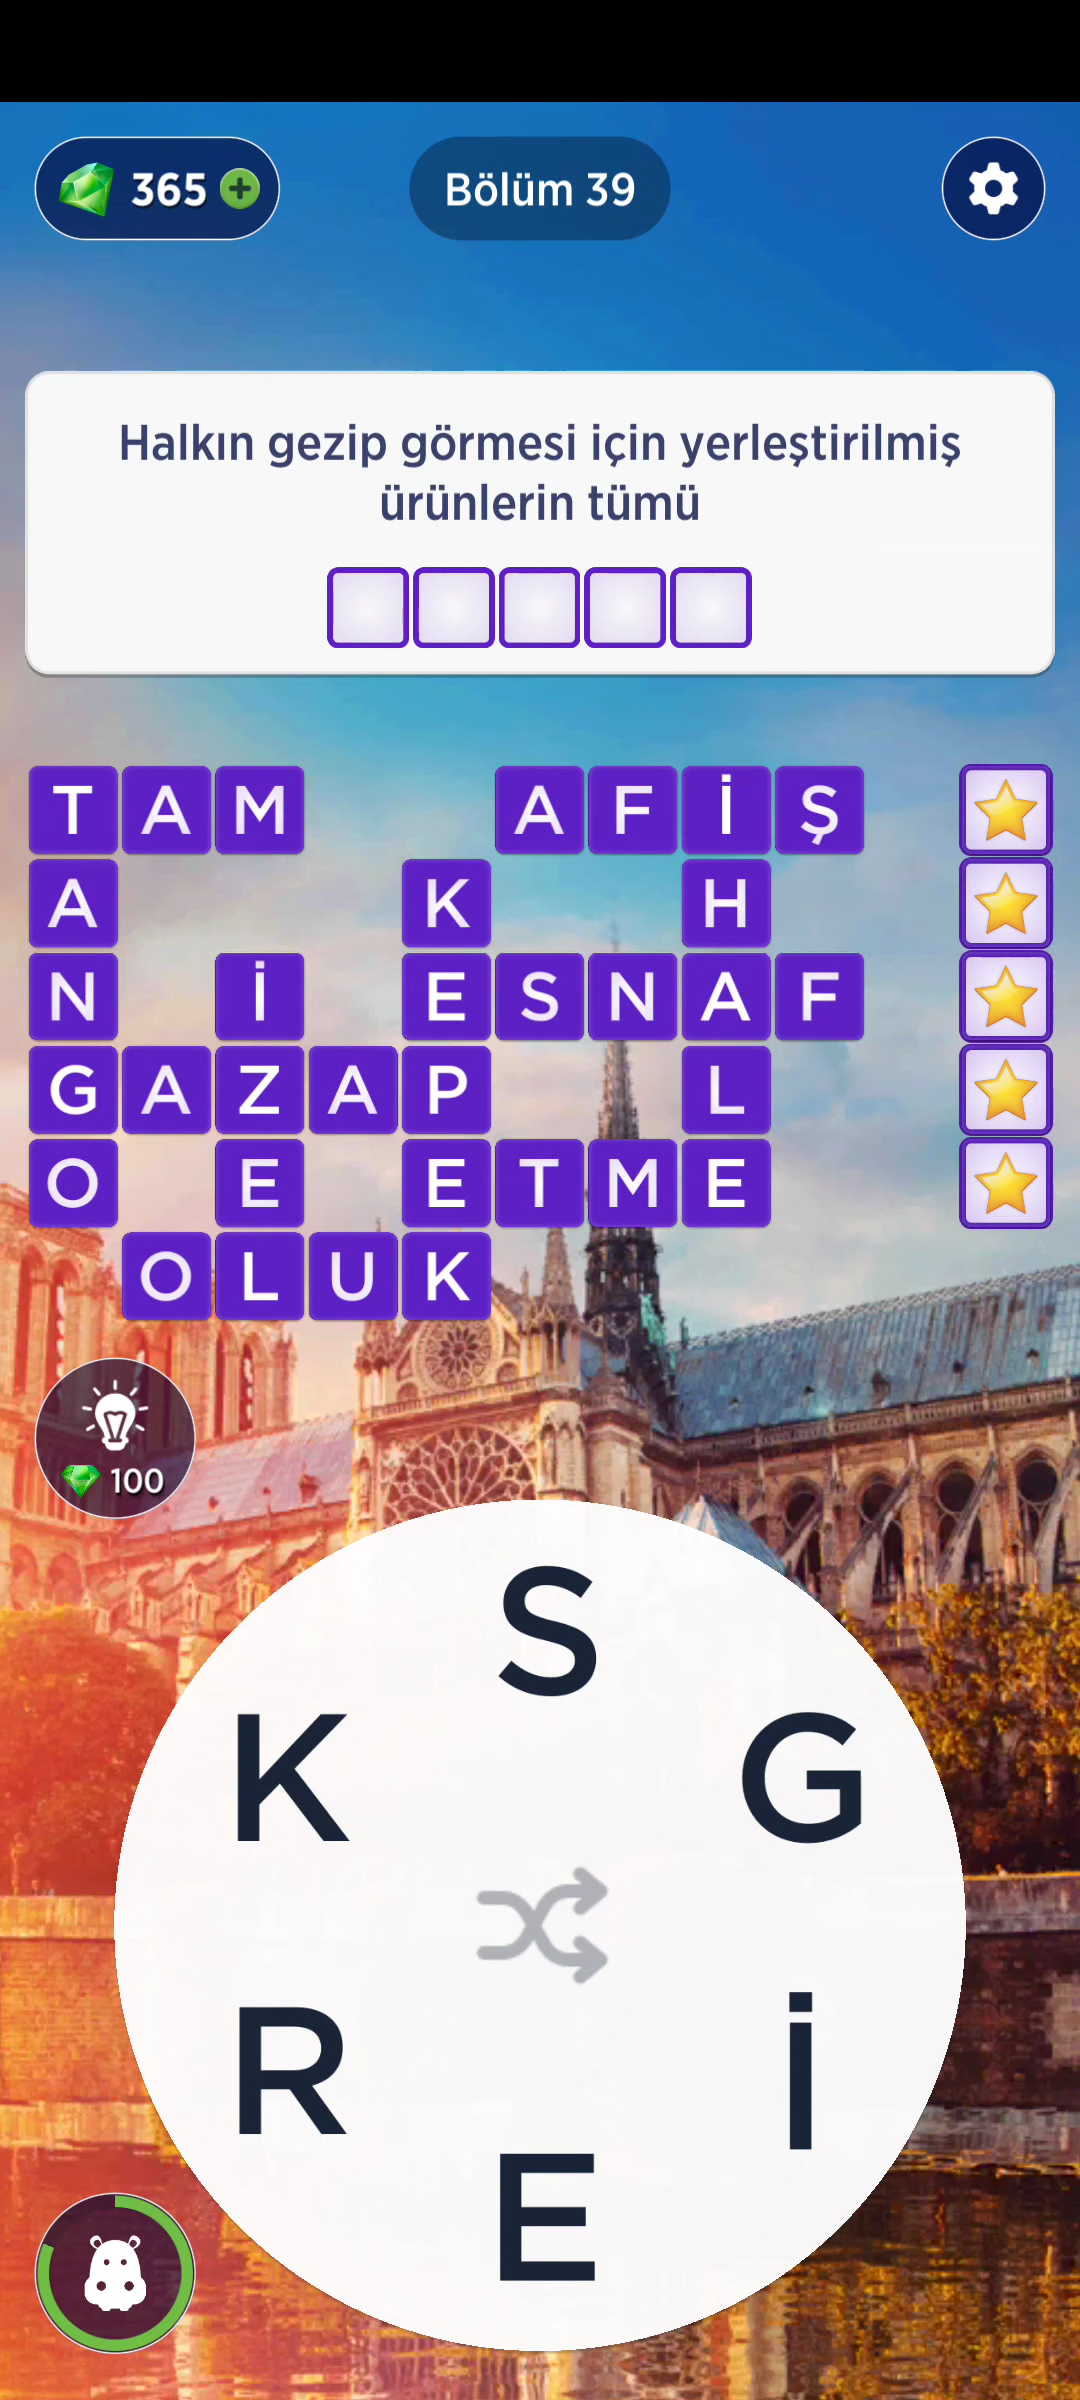 365
Bölüm 39
Halkın gezip görmesi için yerleştirilmiş
ürünlerin tümü
T A M A F İ Ş
A K H
N İ E S N A F
G A Z A P L
O E E T M E
O L U K
100
S
K G
R İ
E